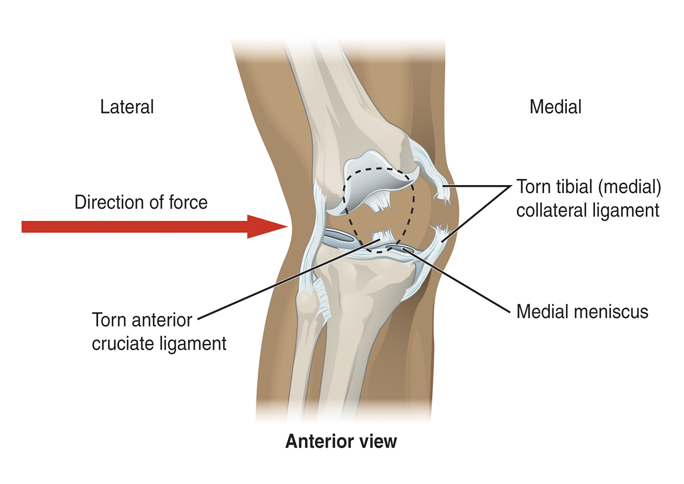 Lateral
Medial
Direction of force
Torn tibial (medial)
collateral ligament
Torn anterior
cruciate ligament
Medial meniscus
Anterior view